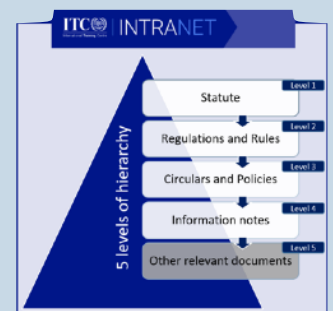 ITC INTRANET
Level 1
Statute
Level 2
Regulations and Rules
Level 3
Circulars and Policies
Level 4
Information notes
Level 5
Other relevant documents
5 levels of hierarchy